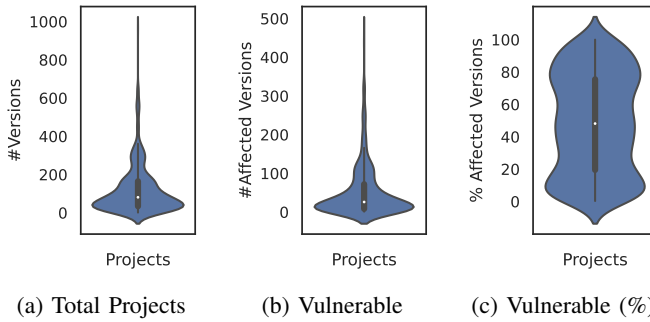 1000
800
600
400
200
0
#Versions
Projects
(a) Total Projects
500
400
300
200
100
0
#Affected Versions
Projects
(b) Vulnerable
100
80
60
40
20
0
% Affected Versions
Projects
(c) Vulnerable (%)